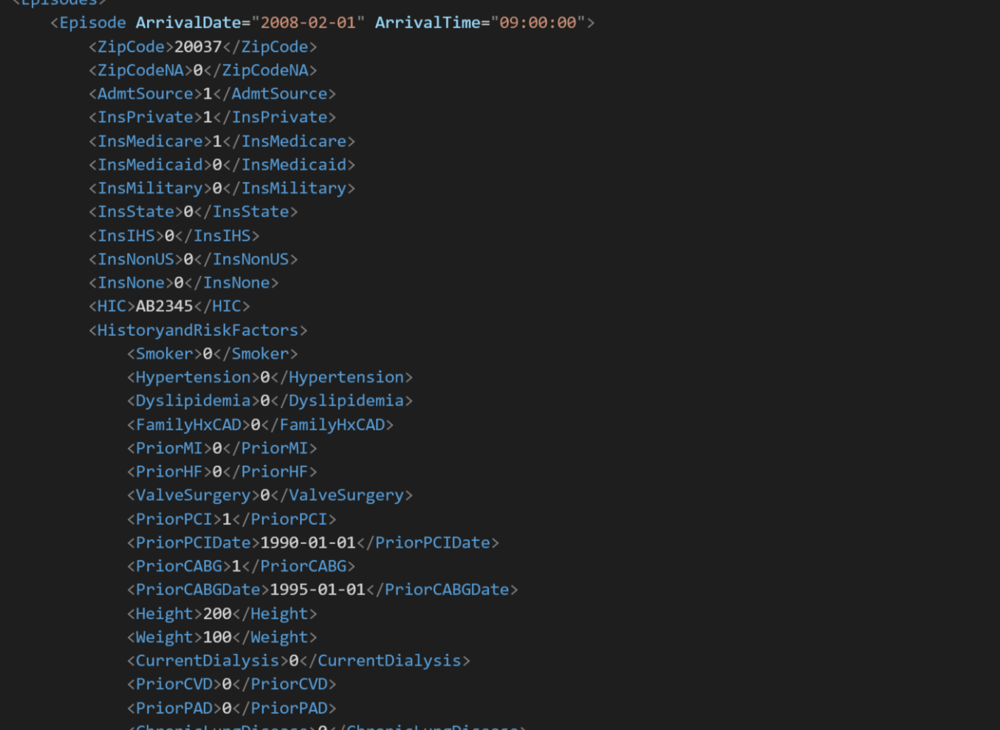 <Episodes>
<Episode ArrivalDate="2008-02-01" ArrivalTime="09:00:00">
<ZipCode>20037</ZipCode>
<ZipCodeNA>0</ZipCodeNA>
<AdmtSource>1</AdmtSource>
<InsPrivate>1</InsPrivate>
<InsMedicare>1</InsMedicare>
<InsMedicaid>0</InsMedicaid>
<InsMilitary>0</InsMilitary>
<InsState>0</InsState>
<InsIHS>0</InsIHS>
<InsNonUS>0</InsNonUS>
<InsNone>0</InsNone>
<HIC>AB2345</HIC>
<HistoryandRiskFactors>
<Smoker>0</Smoker>
<Hypertension>0</Hypertension>
<Dyslipidemia>0</Dyslipidemia>
<FamilyHxCAD>0</FamilyHxCAD>
<PriorMI>0</PriorMI>
<PriorHF>0</PriorHF>
<ValveSurgery>0</ValveSurgery>
<PriorPCI>1</PriorPCI>
<PriorPCIDate>1990-01-01</PriorPCIDate>
<PriorCABG>1</PriorCABG>
<PriorCABGDate>1995-01-01</PriorCABGDate>
<Height>200</Height>
<Weight>100</Weight>
<CurrentDialysis>0</CurrentDialysis>
<PriorCVD>0</PriorCVD>
<PriorPAD>0</PriorPAD>
<ChronicLungDisease>0</ChronicLungDisease>